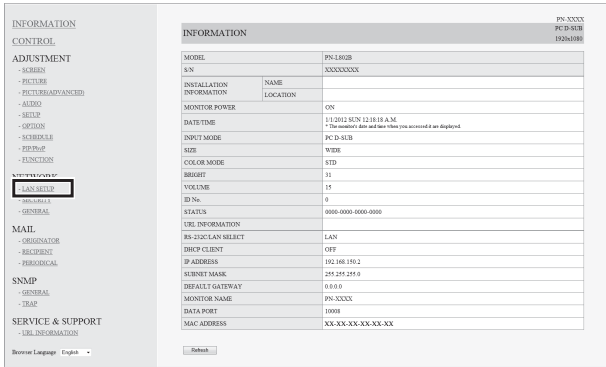 INFORMATION
CONTROL
ADJUSTMENT
- SCREEN
- PICTURE
- PICTURE(ADVANCED)
- AUDIO
- SETUP
- OPTION
- SCHEDULE
- PIP/PbyP
- FUNCTION
NETWORK
- LAN SETUP
- SECURITY
- GENERAL
MAIL
- ORIGINATOR
- RECIPIENT
- PERIODICAL
SNMP
- GENERAL
- TRAP
SERVICE & SUPPORT
- URL INFORMATION
Browser Language English
PN-XXXX
INFORMATION
PC D-SUB
1920x1080
MODEL PN-L802B
S/N XXXXXXXX
INSTALLATION INFORMATION NAME
LOCATION
MONITOR POWER ON
DATE/TIME 1/1/2012 SUN 12:18:18 A.M.
* The monitor's date and time when you accessed it are displayed.
INPUT MODE PC D-SUB
SIZE WIDE
COLOR MODE STD
BRIGHT 31
VOLUME 15
ID No. 0
STATUS 0000-0000-0000-0000
URL INFORMATION
RS-232C/LAN SELECT LAN
DHCP CLIENT OFF
IP ADDRESS 192.168.150.2
SUBNET MASK 255.255.255.0
DEFAULT GATEWAY 0.0.0.0
MONITOR NAME PN-XXXX
DATA PORT 10008
MAC ADDRESS XX-XX-XX-XX-XX-XX
Refresh